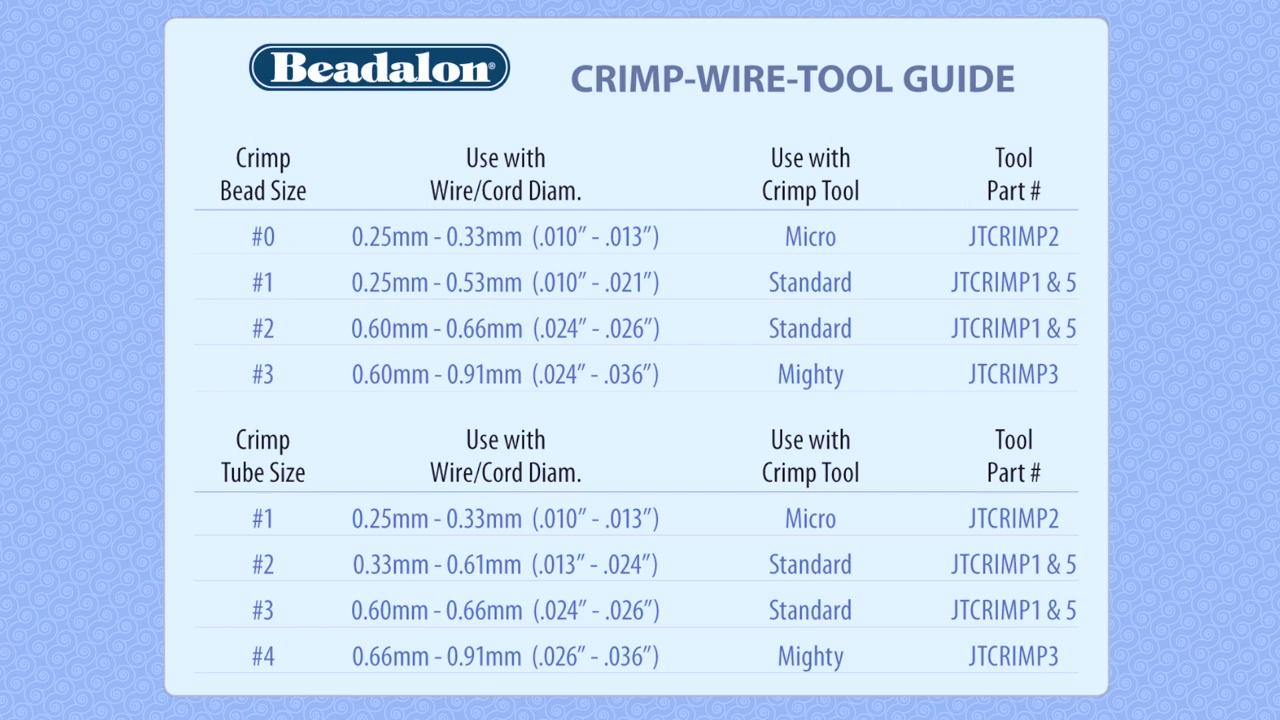 Beadalon®
CRIMP-WIRE-TOOL GUIDE
Crimp Use with Use with Tool
Bead Size Wire/Cord Diam. Crimp Tool Part #
#0 0.25mm - 0.33mm (.010” - .013”) Micro JTCRIMP2
#1 0.25mm - 0.53mm (.010” - .021”) Standard JTCRIMP1 & 5
#2 0.60mm - 0.66mm (.024” - .026”) Standard JTCRIMP1 & 5
#3 0.60mm - 0.91mm (.024” - .036”) Mighty JTCRIMP3
Crimp Use with Use with Tool
Tube Size Wire/Cord Diam. Crimp Tool Part #
#1 0.25mm - 0.33mm (.010” - .013”) Micro JTCRIMP2
#2 0.33mm - 0.61mm (.013” - .024”) Standard JTCRIMP1 & 5
#3 0.60mm - 0.66mm (.024” - .026”) Standard JTCRIMP1 & 5
#4 0.66mm - 0.91mm (.026” - .036”) Mighty JTCRIMP3